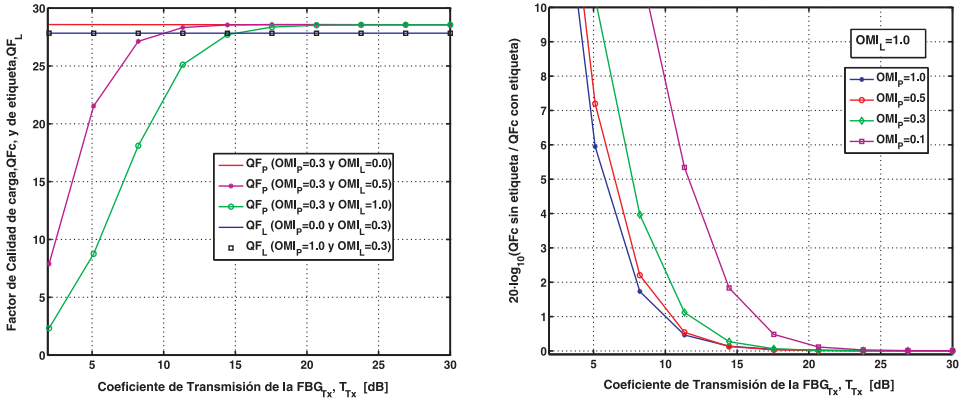 Factor de Calidad de carga,QFc, y de etiqueta,QF_L
30
25
20
15
10
5
0
QF_P (OMI_P=0.3 y OMI_L=0.0)
QF_P (OMI_P=0.3 y OMI_L=0.5)
QF_P (OMI_P=0.3 y OMI_L=1.0)
QF_L (OMI_P=0.0 y OMI_L=0.3)
QF_L (OMI_P=1.0 y OMI_L=0.3)
5 10 15 20 25 30
Coeficiente de Transmisión de la FBG_Tx, T_Tx [dB]
20·log_10(QFc sin etiqueta / QFc con etiqueta)
10
9
8
7
6
5
4
3
2
1
0
OMI_L=1.0
OMI_P=1.0
OMI_P=0.5
OMI_P=0.3
OMI_P=0.1
5 10 15 20 25 30
Coeficiente de Transmisión de la FBG_Tx, T_Tx [dB]